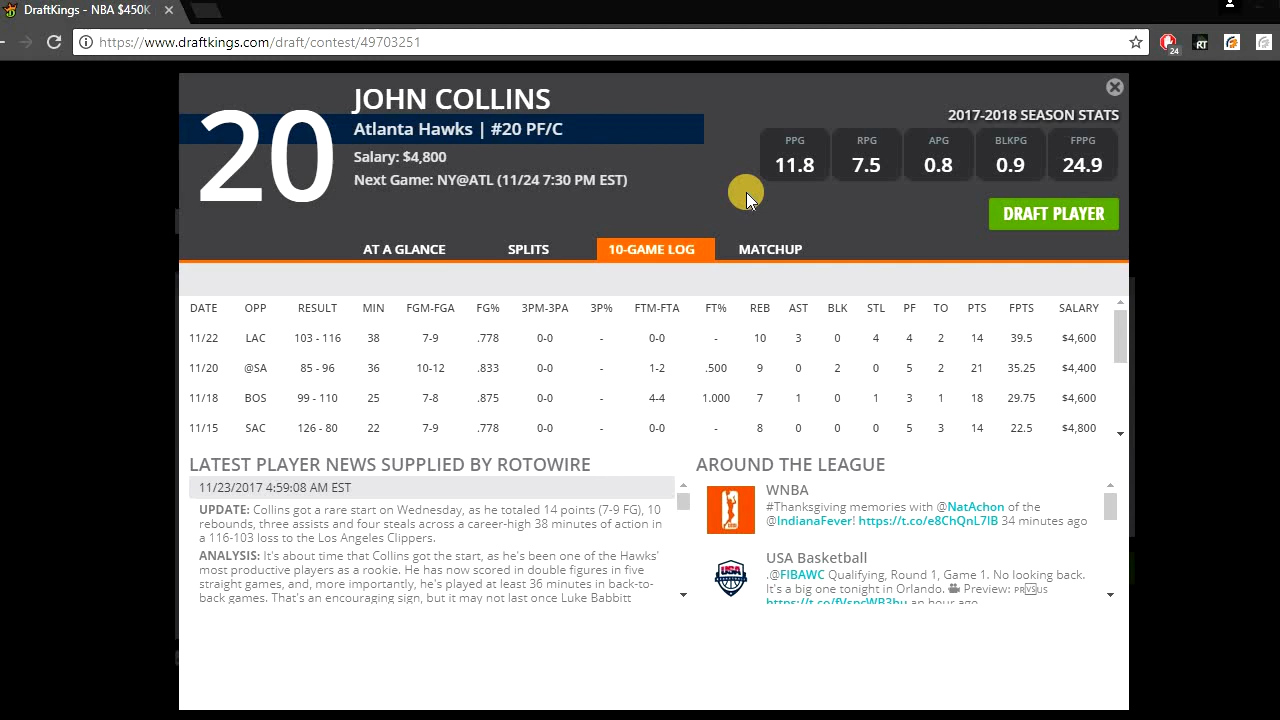 DraftKings - NBA $450K
https://www.draftkings.com/draft/contest/49703251
24
RT
20
JOHN COLLINS
Atlanta Hawks | #20 PF/C
Salary: $4,800
Next Game: NY@ATL (11/24 7:30 PM EST)
2017-2018 SEASON STATS
PPG RPG APG BLKPG FPPG
11.8 7.5 0.8 0.9 24.9
DRAFT PLAYER
AT A GLANCE SPLITS 10-GAME LOG MATCHUP
DATE OPP RESULT MIN FGM-FGA FG% 3PM-3PA 3P% FTM-FTA FT% REB AST BLK STL PF TO PTS FPTS SALARY
11/22 LAC 103 - 116 38 7-9 .778 0-0 - 0-0 - 10 3 0 4 4 2 14 39.5 $4,600
11/20 @SA 85 - 96 36 10-12 .833 0-0 - 1-2 .500 9 0 2 0 5 2 21 35.25 $4,400
11/18 BOS 99 - 110 25 7-8 .875 0-0 - 4-4 1.000 7 1 0 1 3 1 18 29.75 $4,600
11/15 SAC 126 - 80 22 7-9 .778 0-0 - 0-0 - 8 0 0 0 5 3 14 22.5 $4,800
LATEST PLAYER NEWS SUPPLIED BY ROTOWIRE
11/23/2017 4:59:08 AM EST
UPDATE: Collins got a rare start on Wednesday, as he totaled 14 points (7-9 FG), 10
rebounds, three assists and four steals across a career-high 38 minutes of action in
a 116-103 loss to the Los Angeles Clippers.
ANALYSIS: It's about time that Collins got the start, as he's been one of the Hawks'
most productive players as a rookie. He has now scored in double figures in five
straight games, and, more importantly, he's played at least 36 minutes in back-to-
back games. That's an encouraging sign, but it may not last once Luke Babbitt
AROUND THE LEAGUE
WNBA
#Thanksgiving memories with @NatAchon of the
@IndianaFever! https://t.co/e8ChQnL7lB 34 minutes ago
USA
USA Basketball
.@FIBAWC Qualifying, Round 1, Game 1. No looking back.
It's a big one tonight in Orlando. Preview:
an hour ago